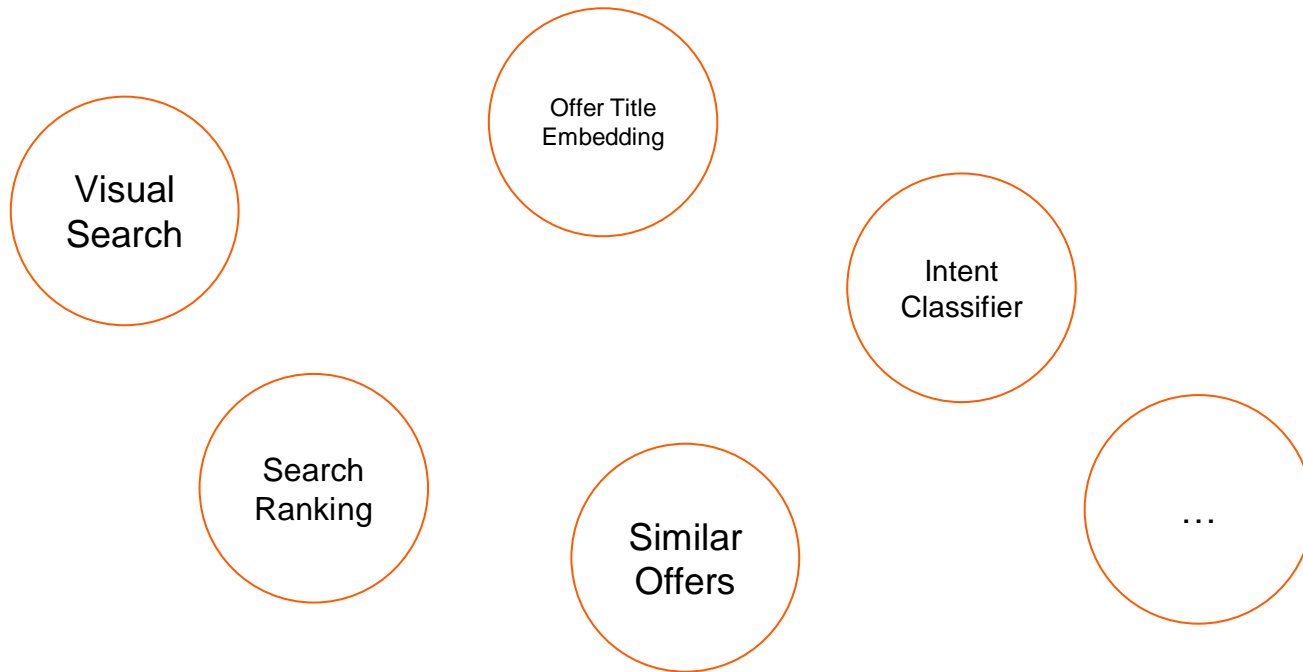 Offer Title
Embedding
Visual
Search
Intent
Classifier
Search
Ranking
Similar
Offers
...